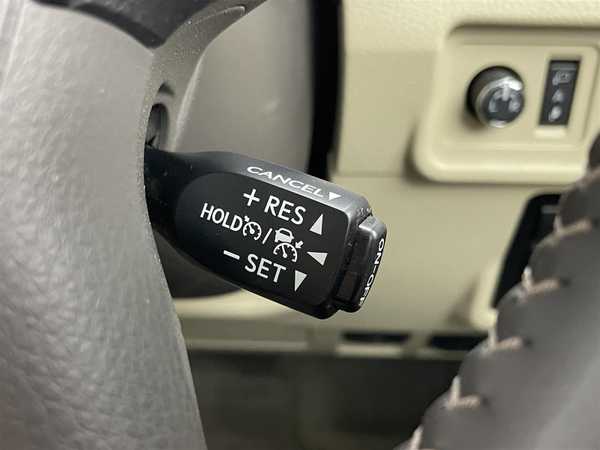 CANCEL▼
+RES▲
HOLD /
−SET▼
ON-OFF
L R